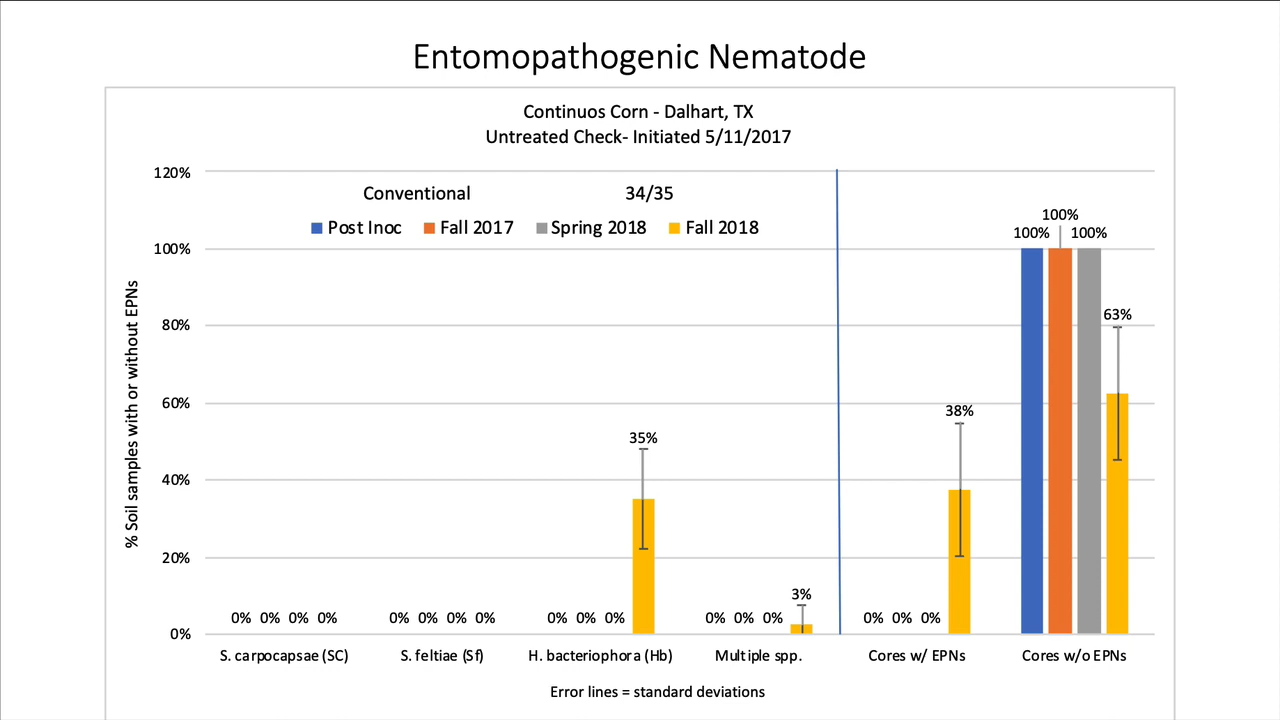 Entomopathogenic Nematode
Continuos Corn - Dalhart, TX
Untreated Check- Initiated 5/11/2017
Conventional 34/35
Post Inoc Fall 2017 Spring 2018 Fall 2018
% Soil samples with or without EPNs
120%
100%
80%
60%
40%
20%
0%
0% 0% 0% 0%
0% 0% 0% 0%
0% 0% 0% 35%
0% 0% 0% 3%
0% 0% 0% 38%
100% 100% 100% 63%
S. carpocapsae (SC) S. feltiae (Sf) H. bacteriophora (Hb) Multiple spp. Cores w/ EPNs Cores w/o EPNs
Error lines = standard deviations